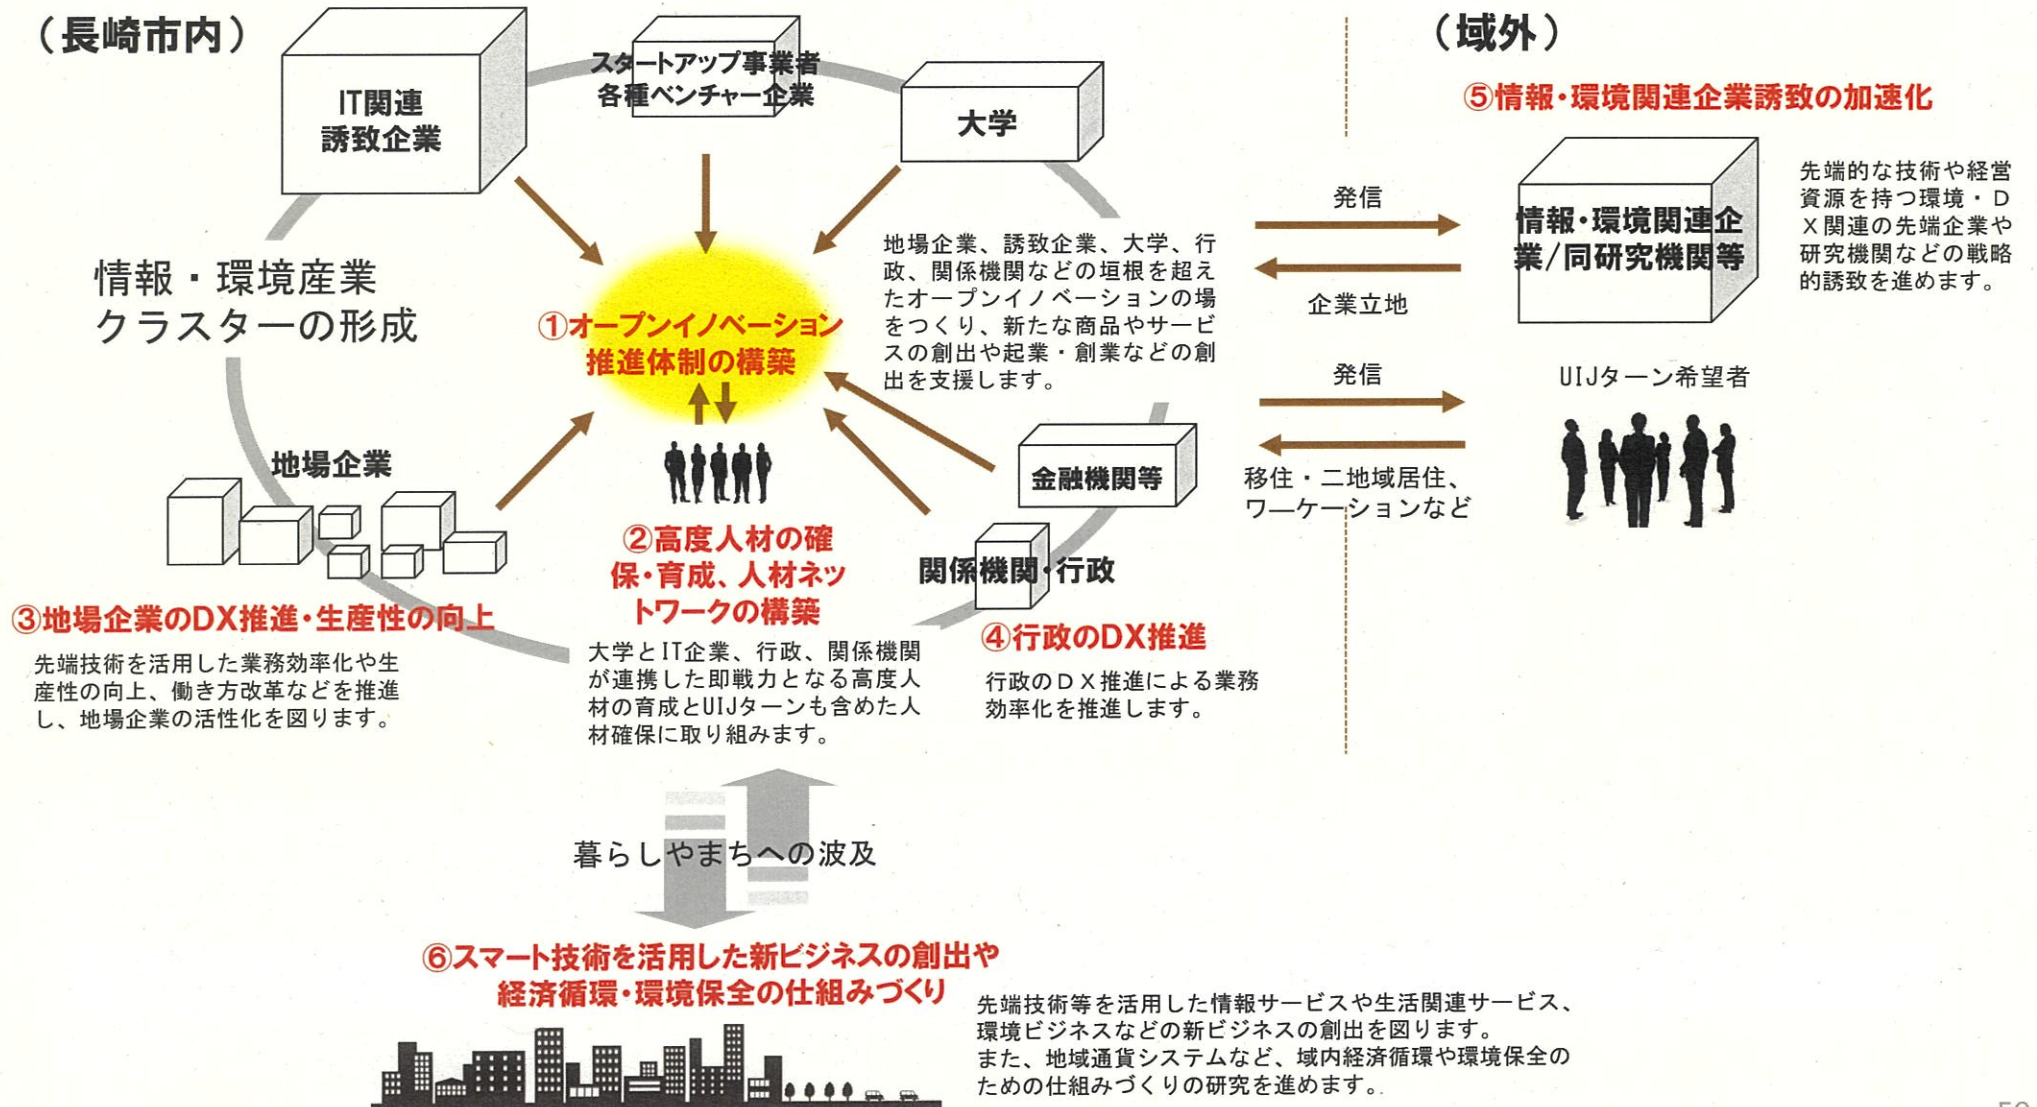 （長崎市内）
IT関連
誘致企業
スタートアップ事業者
各種ベンチャー企業
大学
情報・環境産業
クラスターの形成
①オープンイノベーション
推進体制の構築
地場企業、誘致企業、大学、行
政、関係機関などの垣根を超え
たオープンイノベーションの場
をつくり、新たな商品やサービ
スの創出や起業・創業などの創
出を支援します。
地場企業
金融機関等
関係機関・行政
②高度人材の確
保・育成、人材ネッ
トワークの構築
大学とIT企業、行政、関係機関
が連携した即戦力となる高度人
材の育成とUIJターンも含めた人
材確保に取り組みます。
③地場企業のDX推進・生産性の向上
先端技術を活用した業務効率化や生
産性の向上、働き方改革などを推進
し、地場企業の活性化を図ります。
④行政のDX推進
行政のＤＸ推進による業務
効率化を推進します。
（域外）
⑤情報・環境関連企業誘致の加速化
発信
企業立地
情報・環境関連企
業/同研究機関等
先端的な技術や経営
資源を持つ環境・Ｄ
Ｘ関連の先端企業や
研究機関などの戦略
的誘致を進めます。
発信
移住・二地域居住、
ワーケーションなど
UIJターン希望者
暮らしやまちへの波及
⑥スマート技術を活用した新ビジネスの創出や
経済循環・環境保全の仕組みづくり
先端技術等を活用した情報サービスや生活関連サービス、
環境ビジネスなどの新ビジネスの創出を図ります。
また、地域通貨システムなど、域内経済循環や環境保全の
ための仕組みづくりの研究を進めます。